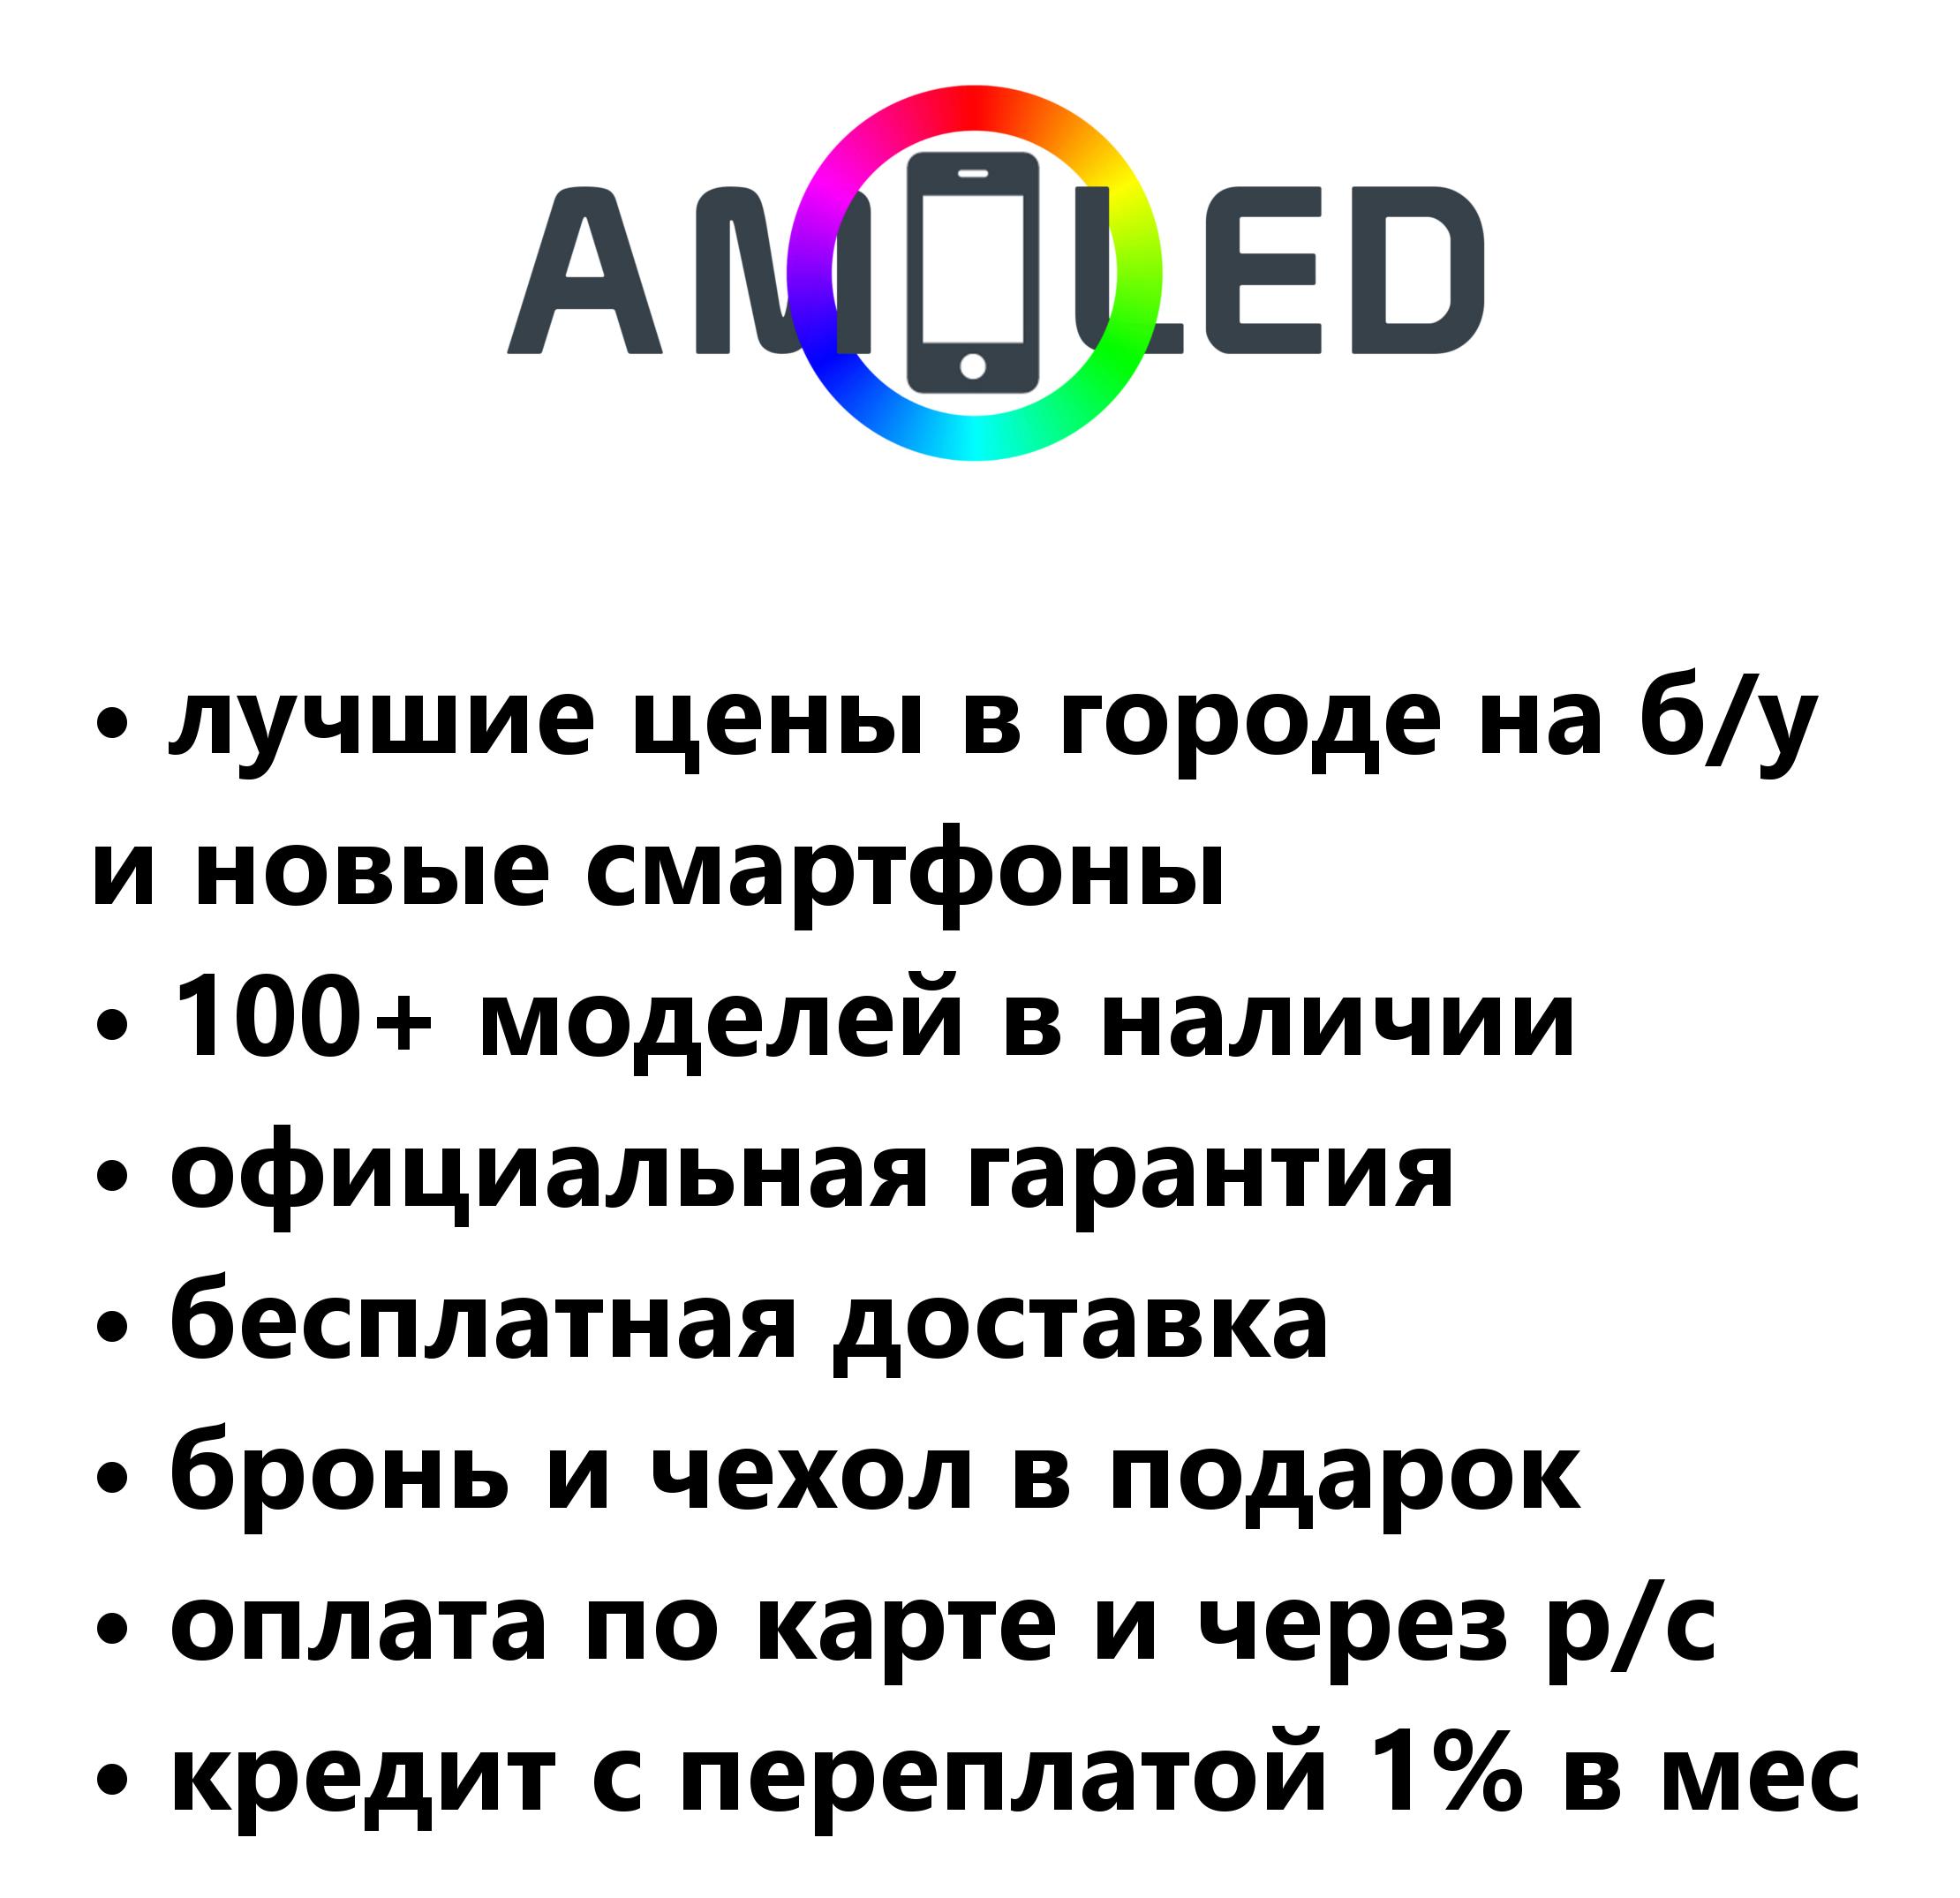 AMOLED
• лучшие цены в городе на б/у
и новые смартфоны
• 100+ моделей в наличии
• официальная гарантия
• бесплатная доставка
• бронь и чехол в подарок
• оплата по карте и через р/с
• кредит с переплатой 1% в мес